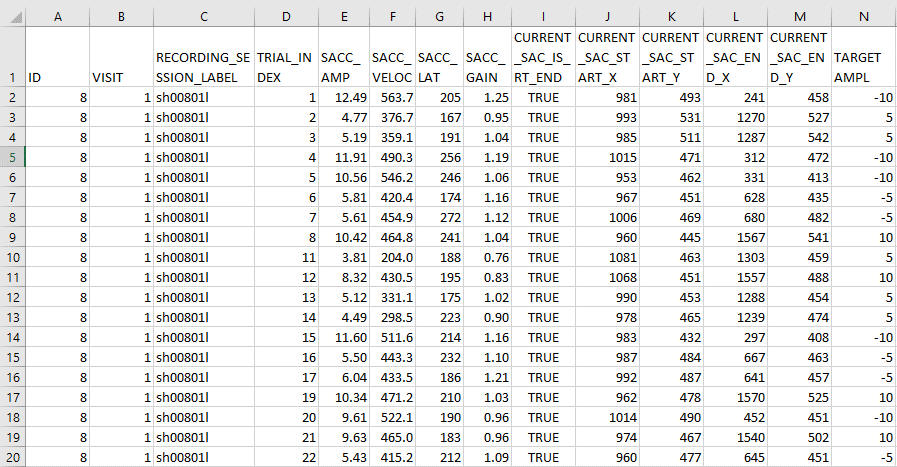 A B C D E F G H I J K L M N
1 ID VISIT RECORDING_SESSION_LABEL TRIAL_INDEX SACC_AMP SACC_VELOC SACC_LAT SACC_GAIN CURRENT_SAC_IS_RT_END CURRENT_SAC_START_X CURRENT_SAC_START_Y CURRENT_SAC_END_X CURRENT_SAC_END_Y TARGET AMPL
2 8 1 sh00801l 1 12.49 563.7 205 1.25 TRUE 981 493 241 458 -10
3 8 1 sh00801l 2 4.77 376.7 167 0.95 TRUE 993 531 1270 527 5
4 8 1 sh00801l 3 5.19 359.1 191 1.04 TRUE 985 511 1287 542 5
5 8 1 sh00801l 4 11.91 490.3 256 1.19 TRUE 1015 471 312 472 -10
6 8 1 sh00801l 5 10.56 546.2 246 1.06 TRUE 953 462 331 413 -10
7 8 1 sh00801l 6 5.81 420.4 174 1.16 TRUE 967 451 628 435 -5
8 8 1 sh00801l 7 5.61 454.9 272 1.12 TRUE 1006 469 680 482 -5
9 8 1 sh00801l 8 10.42 464.8 241 1.04 TRUE 960 445 1567 541 10
10 8 1 sh00801l 11 3.81 204.0 188 0.76 TRUE 1081 463 1303 459 5
11 8 1 sh00801l 12 8.32 430.5 195 0.83 TRUE 1068 451 1557 488 10
12 8 1 sh00801l 13 5.12 331.1 175 1.02 TRUE 990 453 1288 454 5
13 8 1 sh00801l 14 4.49 298.5 223 0.90 TRUE 978 465 1239 474 5
14 8 1 sh00801l 15 11.60 511.6 214 1.16 TRUE 983 432 297 408 -10
15 8 1 sh00801l 16 5.50 443.3 232 1.10 TRUE 987 484 667 463 -5
16 8 1 sh00801l 17 6.04 433.5 186 1.21 TRUE 992 487 641 457 -5
17 8 1 sh00801l 19 10.34 471.2 210 1.03 TRUE 962 478 1570 525 10
18 8 1 sh00801l 20 9.61 522.1 190 0.96 TRUE 1014 490 452 451 -10
19 8 1 sh00801l 21 9.63 465.0 183 0.96 TRUE 974 467 1540 502 10
20 8 1 sh00801l 22 5.43 415.2 212 1.09 TRUE 960 477 645 451 -5